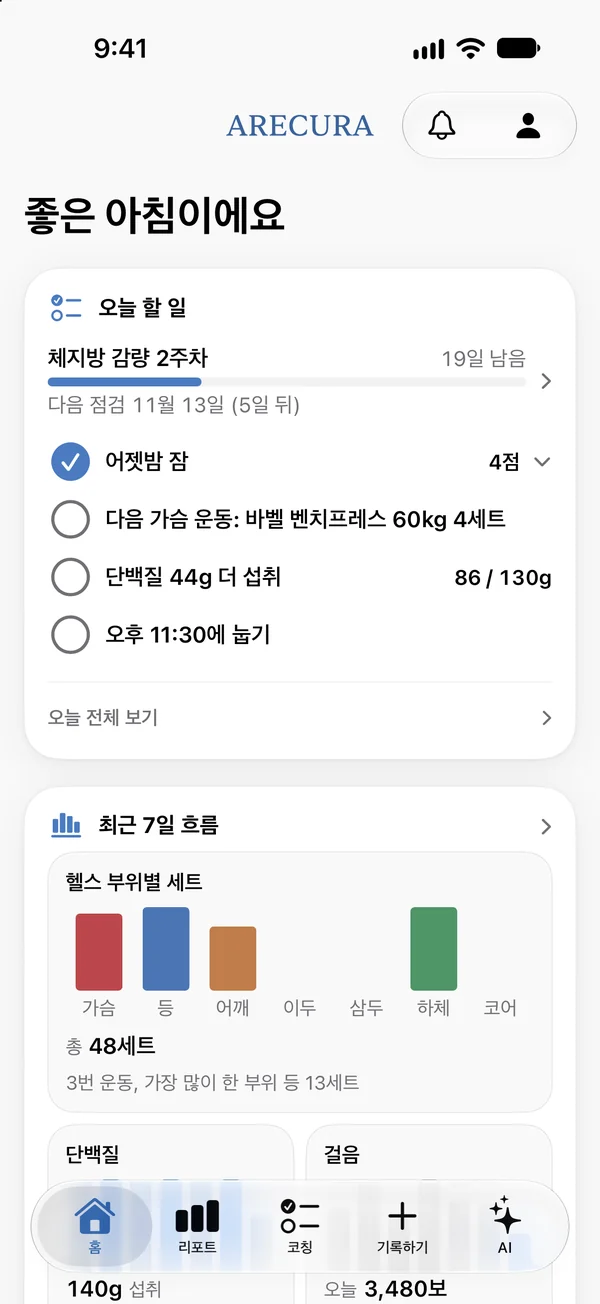 9:41
ARECURA
좋은 아침이에요
오늘 할 일
체지방 감량 2주차 19일 남음
다음 점검 11월 13일 (5일 뒤)
어젯밤 잠 4점
다음 가슴 운동: 바벨 벤치프레스 60kg 4세트
단백질 44g 더 섭취 86 / 130g
오후 11:30에 눕기
오늘 전체 보기
최근 7일 흐름
헬스 부위별 세트
가슴 등 어깨 이두 삼두 하체 코어
총 48세트
3번 운동, 가장 많이 한 부위 등 13세트
단백질 걸음
홈 리포트 코칭 기록하기 AI
140g 섭취 오늘 3,480보